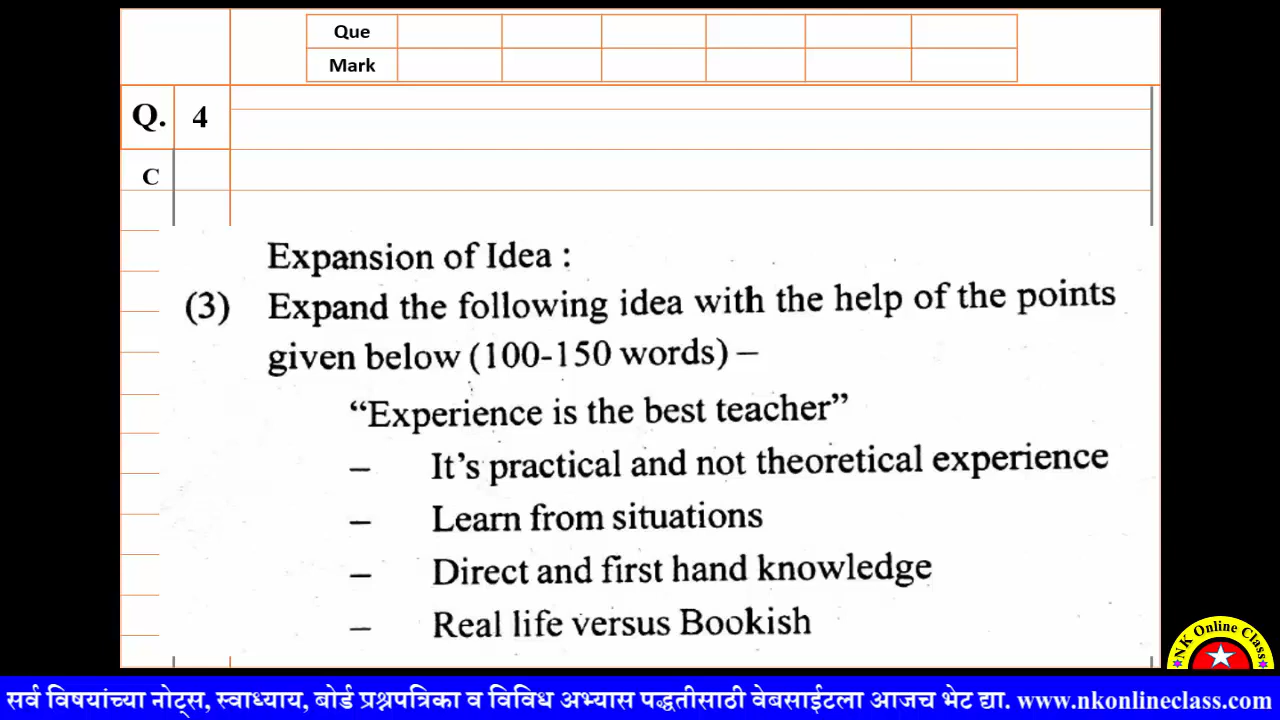 Que
Mark
Q. 4
C
Expansion of Idea :
(3) Expand the following idea with the help of the points
given below (100-150 words) –
“Experience is the best teacher”
– It's practical and not theoretical experience
– Learn from situations
– Direct and first hand knowledge
– Real life versus Bookish
NK Online Class
सर्व विषयांच्या नोट्स, स्वाध्याय, बोर्ड प्रश्नपत्रिका व विविध अभ्यास पद्धतीसाठी वेबसाईटला आजच भेट द्या. www.nkonlineclass.com